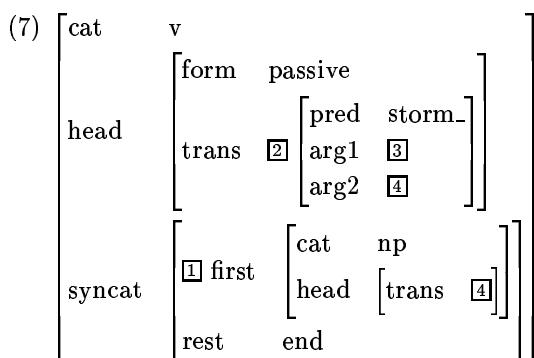 (7) cat v
form passive
pred storm_
head trans 2 arg1 3
arg2 4
cat np
1 first
head trans 4
syncat
rest end